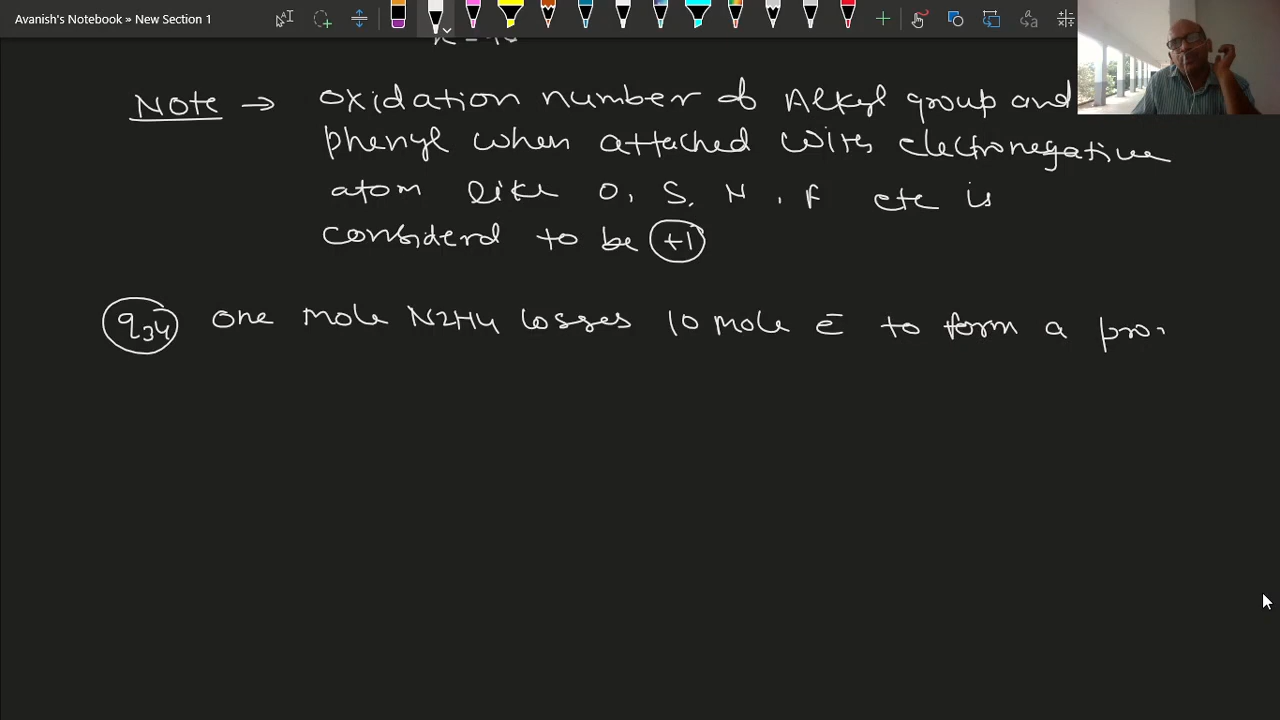 Avanish's Notebook » New Section 1
Note → oxidation number of Alkyl group and
phenyl when attached with electronegative
atom like O, S, N, F etc is
considerd to be +1
q34 one mole N2H4 losses 10 mole e̅ to form a pro